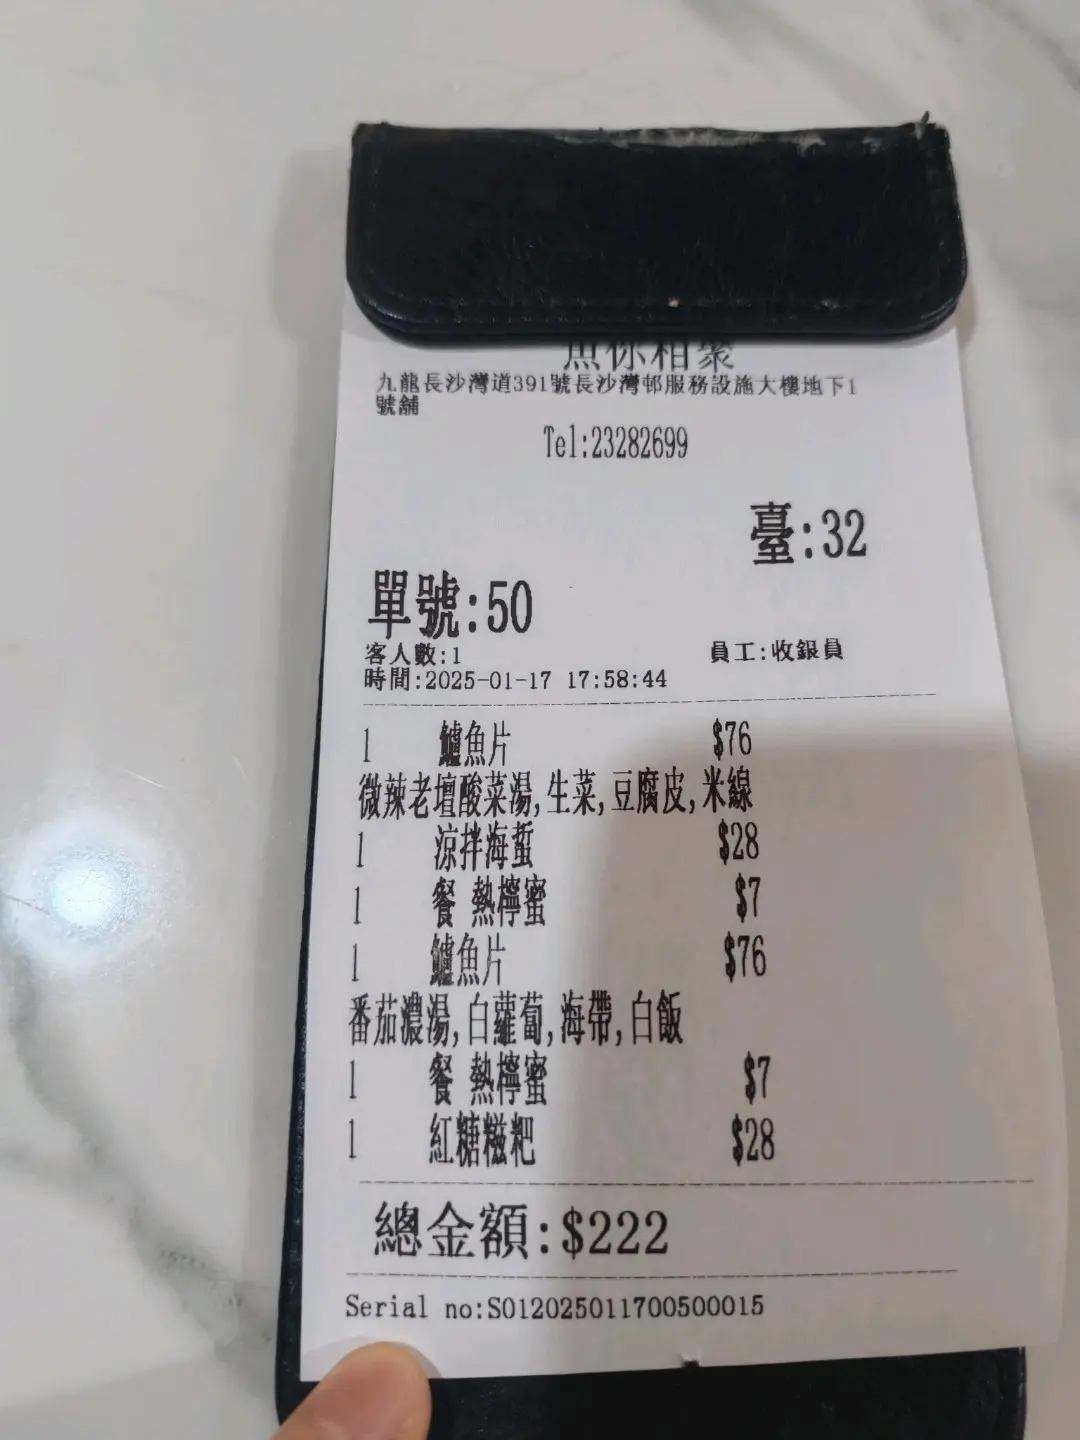 魚你相聚
九龍長沙灣道391號長沙灣邨服務設施大樓地下1
號舖
Tel:23282699
臺:32
單號:50
客人數:1 員工:收銀員
時間:2025-01-17 17:58:44
1 鱸魚片 $76
微辣老壇酸菜湯,生菜,豆腐皮,米線
1 涼拌海蜇 $28
1 餐 熱檸蜜 $7
1 鱸魚片 $76
番茄濃湯,白蘿蔔,海帶,白飯
1 餐 熱檸蜜 $7
1 紅糖糍粑 $28
總金額:$222
Serial no:S012025011700500015